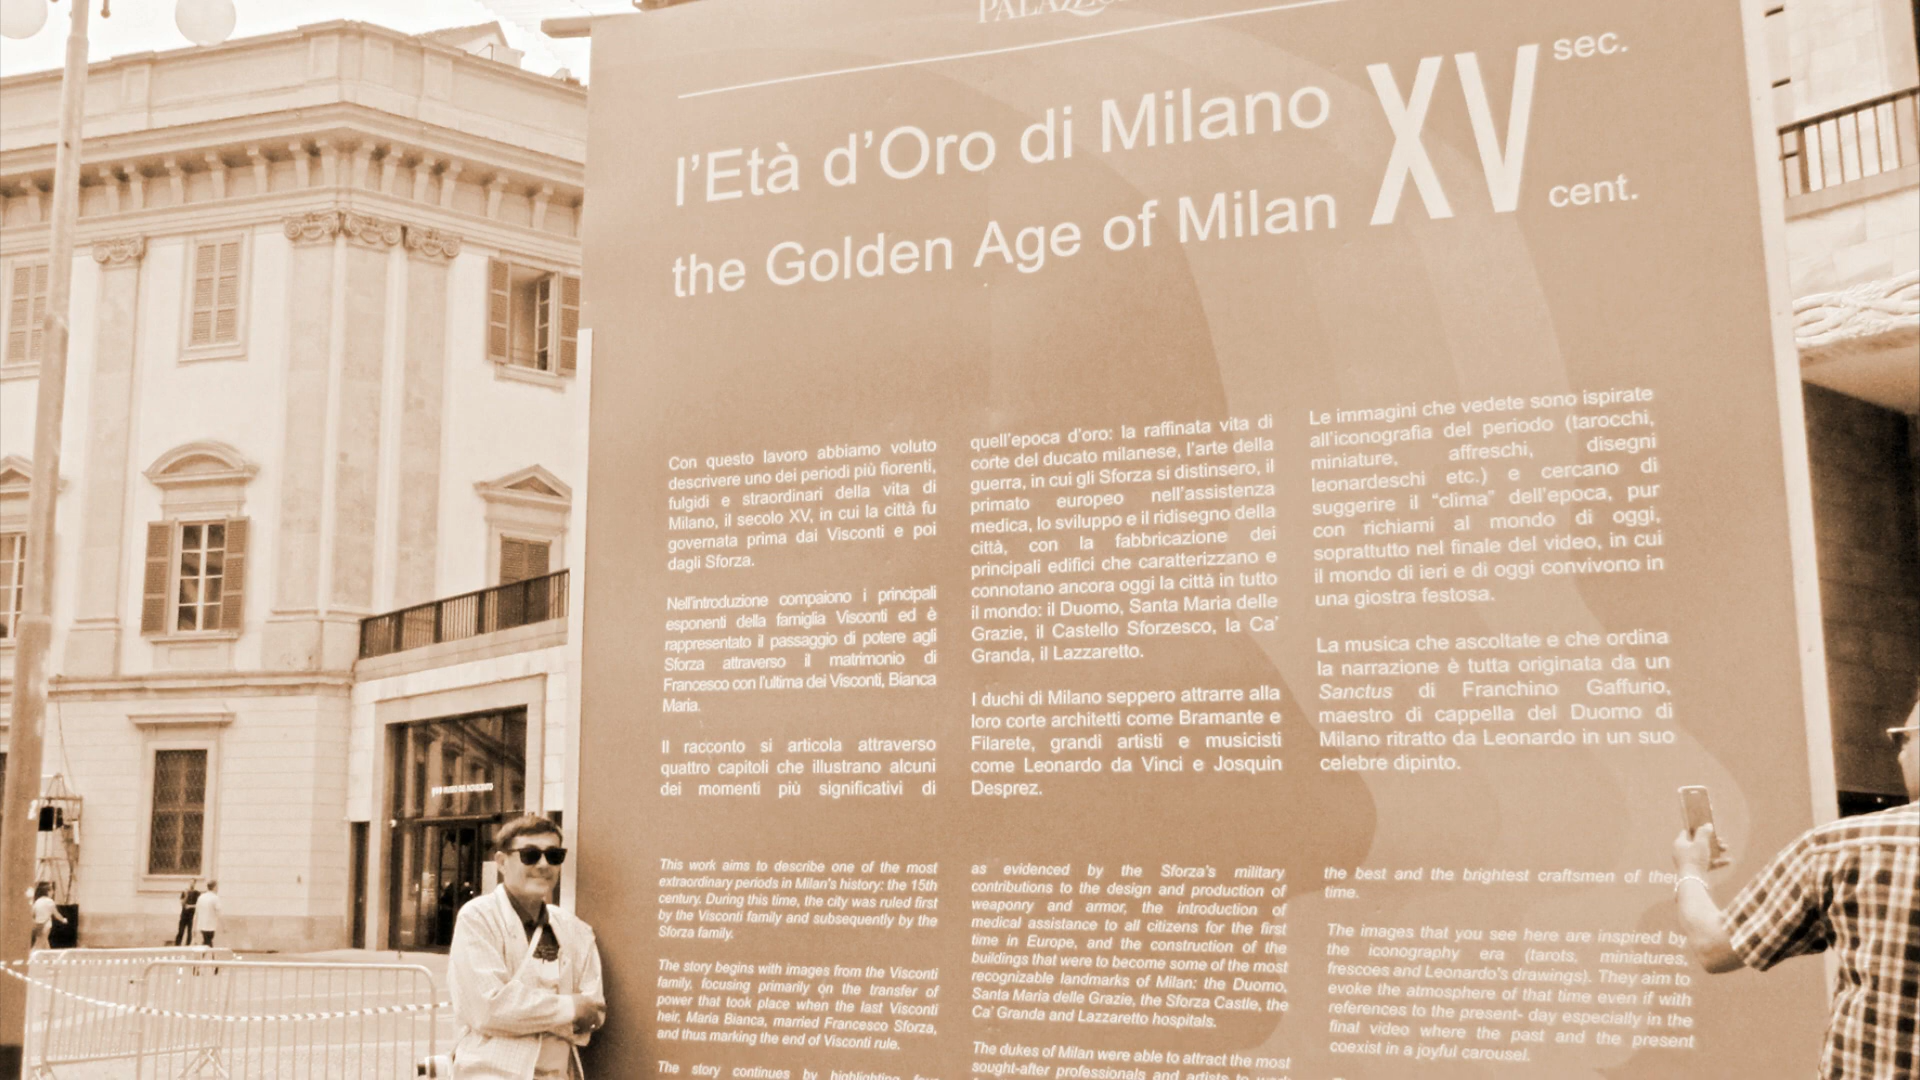 PALAZZO
l'Età d'Oro di Milano XV sec.
the Golden Age of Milan cent.
Con questo lavoro abbiamo voluto
descrivere uno dei periodi più fiorenti,
fulgidi e straordinari della vita di
Milano, il secolo XV, in cui la città fu
governata prima dai Visconti e poi
dagli Sforza.
Nell'introduzione compaiono i principali
esponenti della famiglia Visconti ed è
rappresentato il passaggio di potere agli
Sforza attraverso il matrimonio di
Francesco con l'ultima dei Visconti, Bianca
Maria.
Il racconto si articola attraverso
quattro capitoli che illustrano alcuni
dei momenti più significativi di
quell'epoca d'oro: la raffinata vita di
corte del ducato milanese, l'arte della
guerra, in cui gli Sforza si distinsero, il
primato europeo nell'assistenza
medica, lo sviluppo e il ridisegno della
città, con la fabbricazione dei
principali edifici che caratterizzano e
connotano ancora oggi la città in tutto
il mondo: il Duomo, Santa Maria delle
Grazie, il Castello Sforzesco, la Ca'
Granda, il Lazzaretto.
I duchi di Milano seppero attrarre alla
loro corte architetti come Bramante e
Filarete, grandi artisti e musicisti
come Leonardo da Vinci e Josquin
Desprez.
Le immagini che vedete sono ispirate
all'iconografia del periodo (tarocchi,
miniature, affreschi, disegni
leonardeschi etc.) e cercano di
suggerire il “clima” dell'epoca, pur
con richiami al mondo di oggi,
soprattutto nel finale del video, in cui
il mondo di ieri e di oggi convivono in
una giostra festosa.
La musica che ascoltate e che ordina
la narrazione è tutta originata da un
Sanctus di Franchino Gaffurio,
maestro di cappella del Duomo di
Milano ritratto da Leonardo in un suo
celebre dipinto.
This work aims to describe one of the most
extraordinary periods in Milan's history: the 15th
century. During this time, the city was ruled first
by the Visconti family and subsequently by the
Sforza family.
The story begins with images from the Visconti
family, focusing primarily on the transfer of
power that took place when the last Visconti
heir, Maria Bianca, married Francesco Sforza,
and thus marking the end of Visconti rule.
The story continues by highlighting four
as evidenced by the Sforza's military
contributions to the design and production of
weaponry and armor, the introduction of
medical assistance to all citizens for the first
time in Europe, and the construction of the
buildings that were to become some of the most
recognizable landmarks of Milan: the Duomo,
Santa Maria delle Grazie, the Sforza Castle, the
Ca' Granda and Lazzaretto hospitals.
The dukes of Milan were able to attract the most
sought-after professionals and artists to work
the best and the brightest craftsmen of the
time.
The images that you see here are inspired by
the iconography era (tarots, miniatures,
frescoes and Leonardo's drawings). They aim to
evoke the atmosphere of that time even if with
references to the present- day especially in the
final video where the past and the present
coexist in a joyful carousel.
MUSEO DEL NOVECENTO